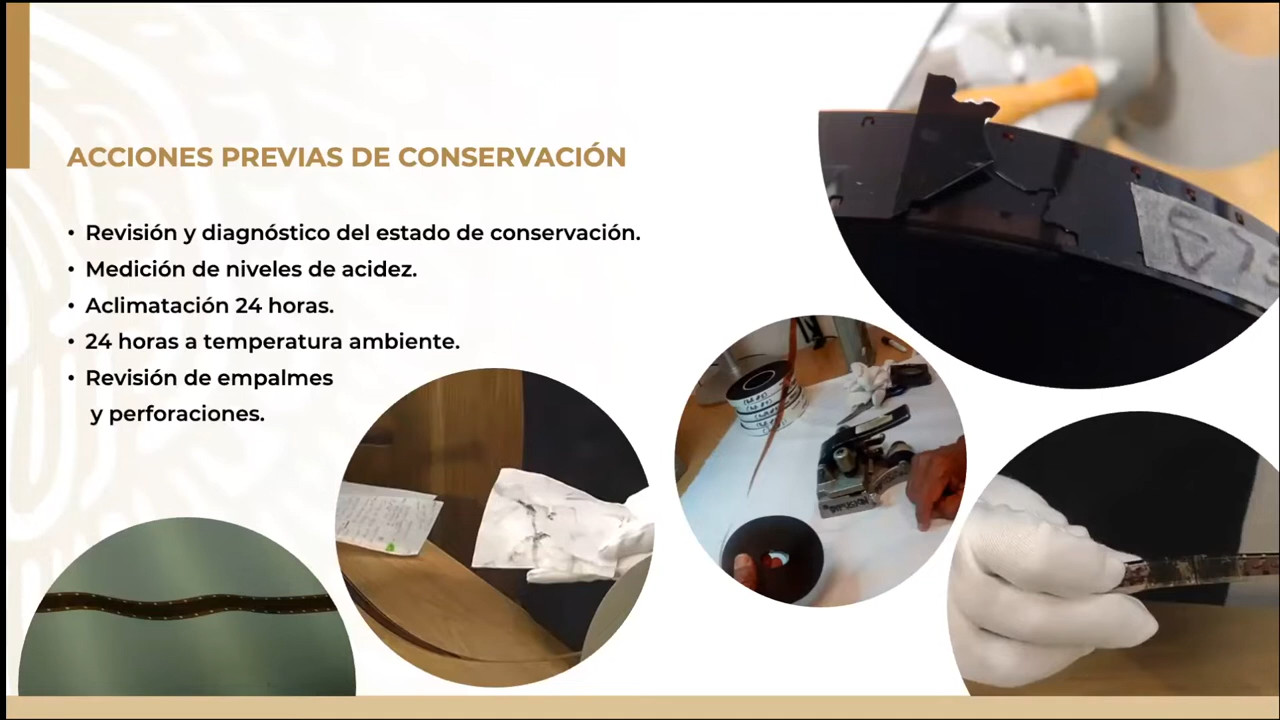 ACCIONES PREVIAS DE CONSERVACIÓN
• Revisión y diagnóstico del estado de conservación.
• Medición de niveles de acidez.
• Aclimatación 24 horas.
• 24 horas a temperatura ambiente.
• Revisión de empalmes
y perforaciones.